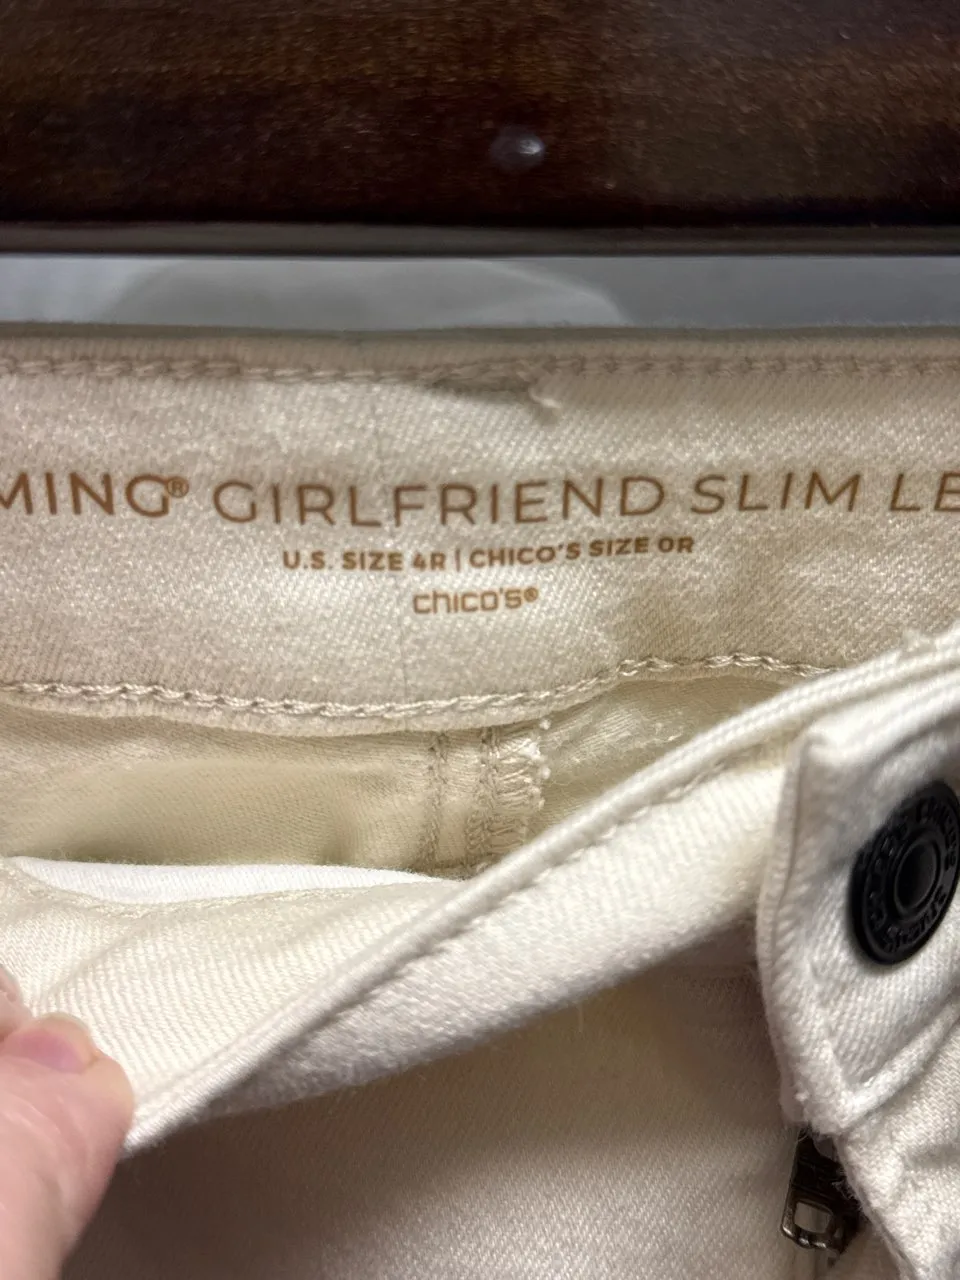 MING® GIRLFRIEND SLIM LE
U.S. SIZE 4R | CHICO'S SIZE 0R
chico's®